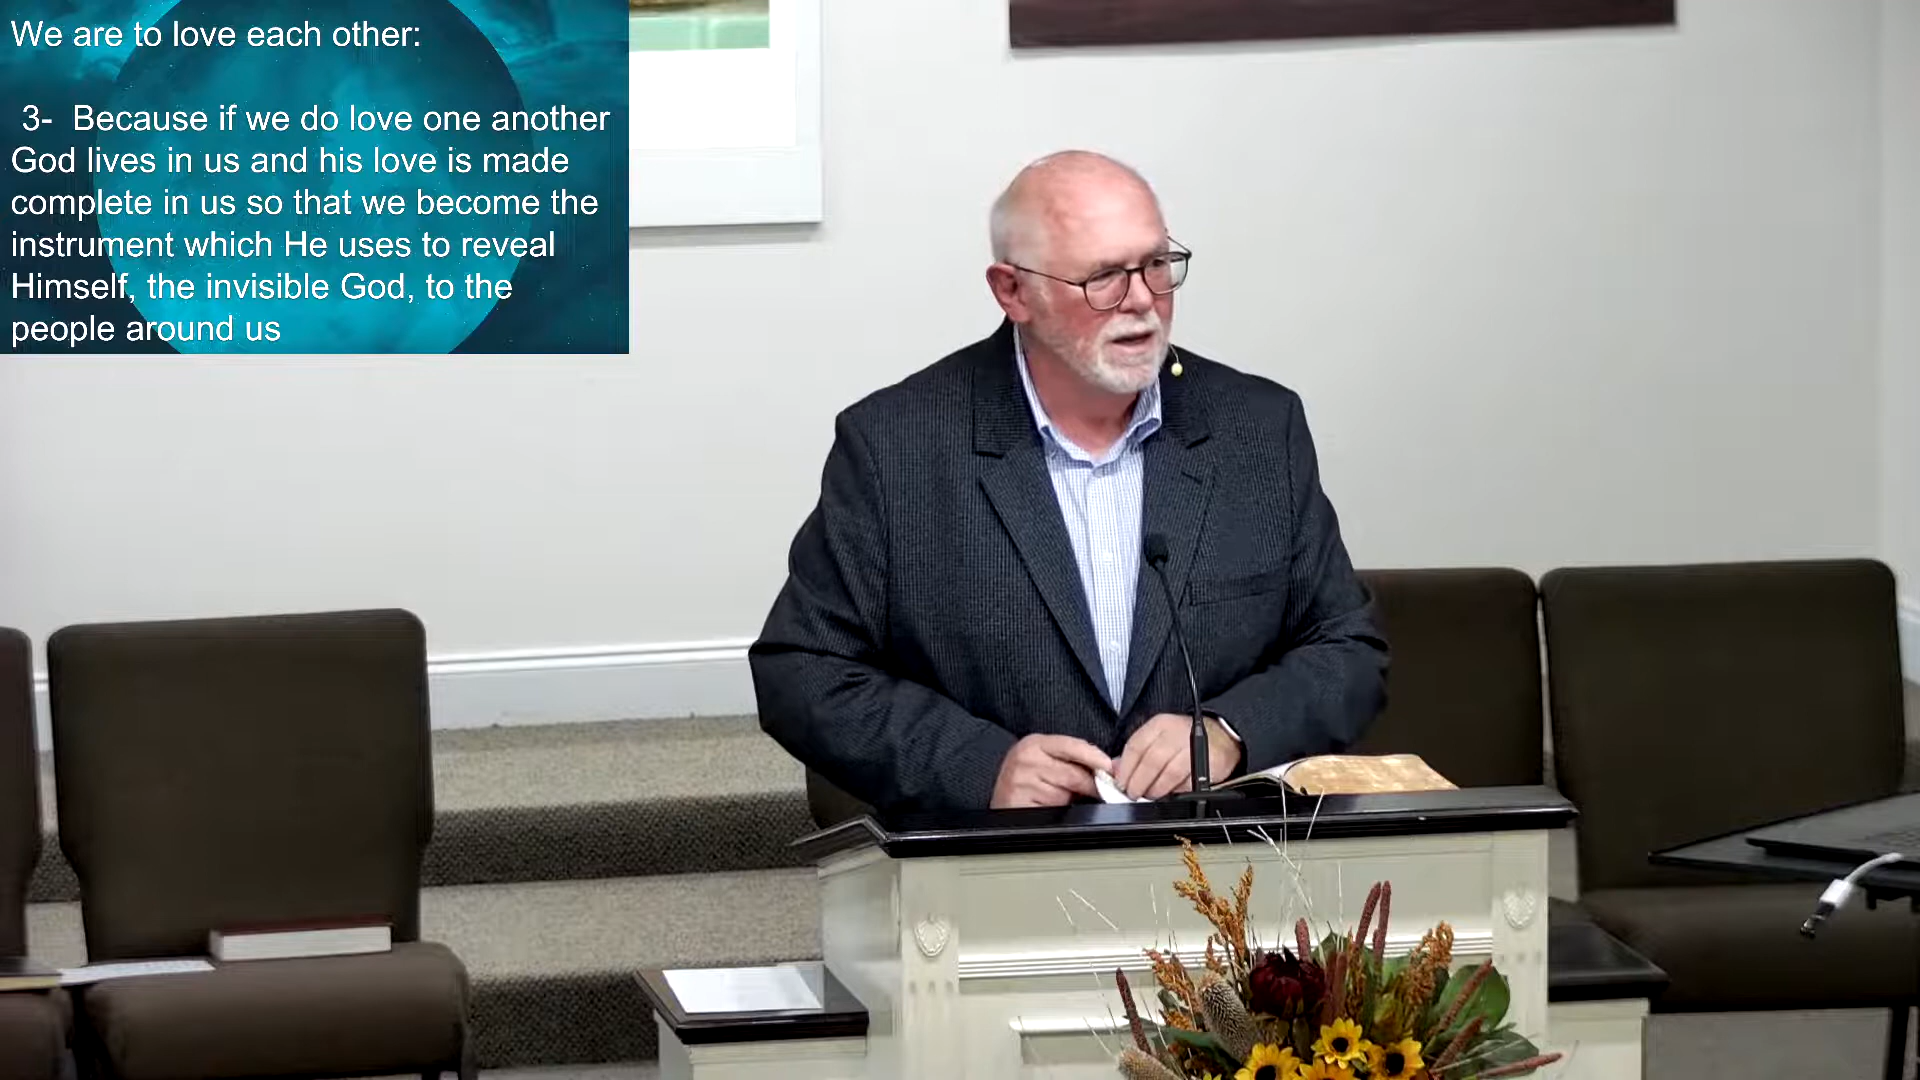 We are to love each other:
3- Because if we do love one another
God lives in us and his love is made
complete in us so that we become the
instrument which He uses to reveal
Himself, the invisible God, to the
people around us